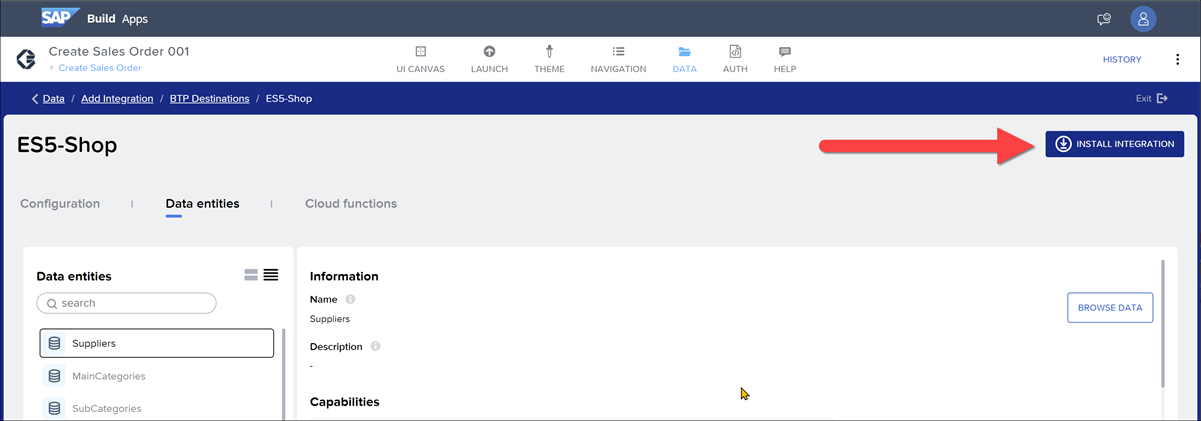 SAP Build Apps
Create Sales Order 001
Create Sales Order
UI CANVAS LAUNCH THEME NAVIGATION DATA AUTH HELP
HISTORY
Data / Add Integration / BTP Destinations / ES5-Shop
Exit
ES5-Shop
INSTALL INTEGRATION
Configuration | Data entities | Cloud functions
Data entities
search
Suppliers
MainCategories
SubCategories
Information
Name
Suppliers
BROWSE DATA
Description
-
Capabilities